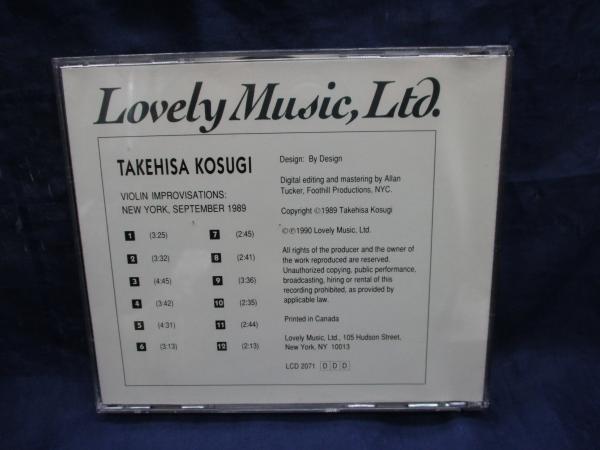 Lovely Music, Ltd.
TAKEHISA KOSUGI
VIOLIN IMPROVISATIONS:
NEW YORK, SEPTEMBER 1989
1 (3:25)
2 (3:32)
3 (4:45)
4 (3:42)
5 (4:31)
6 (3:13)
7 (2:45)
8 (2:41)
9 (3:36)
10 (2:35)
11 (2:44)
12 (2:13)
Design: By Design
Digital editing and mastering by Allan
Tucker, Foothill Productions, NYC.
Copyright ©1989 Takehisa Kosugi
©℗1990 Lovely Music, Ltd.
All rights of the producer and the owner of
the work reproduced are reserved.
Unauthorized copying, public performance,
broadcasting, hiring or rental of this
recording prohibited, as provided by
applicable law.
Printed in Canada
Lovely Music, Ltd., 105 Hudson Street,
New York, NY 10013
LCD 2071 D D D